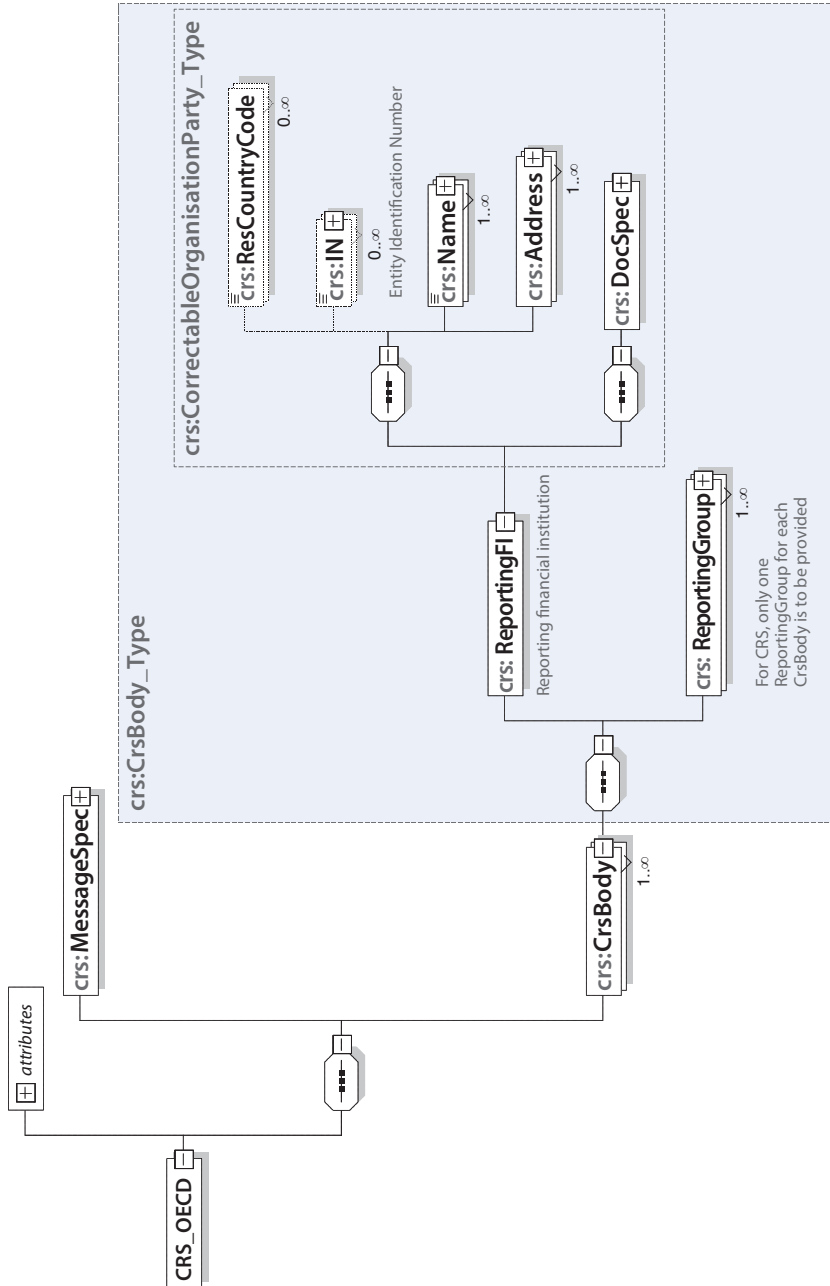 CRS_OECD
attributes
crs:MessageSpec
crs:CrsBody
1..∞
crs:CrsBody_Type
crs: ReportingFI
Reporting financial institution
crs:CorrectableOrganisationParty_Type
crs:ResCountryCode
0..∞
crs:IN
0..∞
Entity Identification Number
crs:Name
1..∞
crs:Address
1..∞
crs:DocSpec
crs: ReportingGroup
1..∞
For CRS, only one
ReportingGroup for each
CrsBody is to be provided